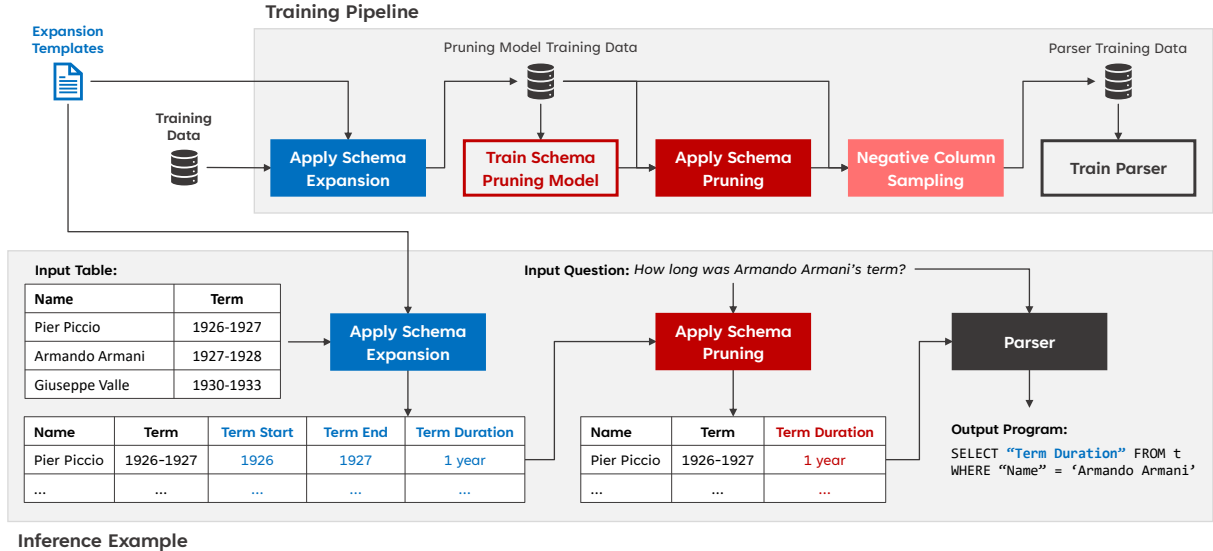 Training Pipeline
Expansion
Templates
Pruning Model Training Data
Parser Training Data
Training
Data
Apply Schema
Expansion
Train Schema
Pruning Model
Apply Schema
Pruning
Negative Column
Sampling
Train Parser
Input Table:
Name Term
Pier Piccio 1926-1927
Armando Armani 1927-1928
Giuseppe Valle 1930-1933
Input Question: How long was Armando Armani's term?
Apply Schema
Expansion
Apply Schema
Pruning
Parser
Name Term Term Start Term End Term Duration
Pier Piccio 1926-1927 1926 1927 1 year
... ... ... ... ...
Name Term Term Duration
Pier Piccio 1926-1927 1 year
... ... ...
Output Program:
SELECT “Term Duration” FROM t
WHERE “Name” = ‘Armando Armani’
Inference Example